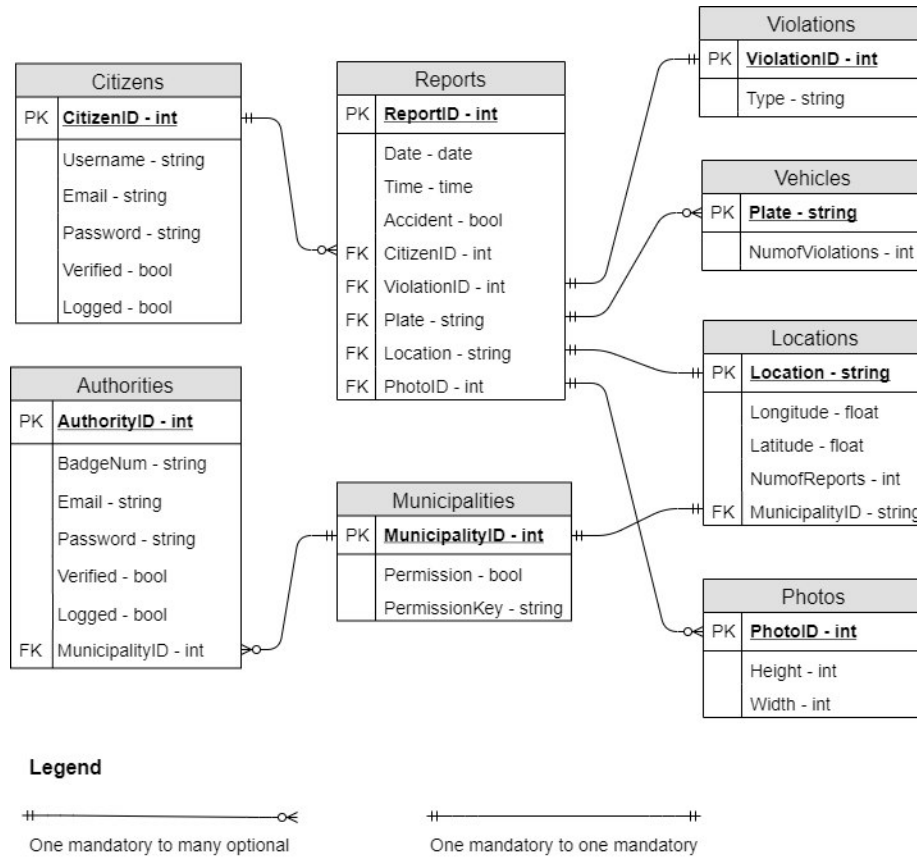 Citizens
PK CitizenID - int
Username - string
Email - string
Password - string
Verified - bool
Logged - bool
Authorities
PK AuthorityID - int
BadgeNum - string
Email - string
Password - string
Verified - bool
Logged - bool
FK MunicipalityID - int
Reports
PK ReportID - int
Date - date
Time - time
Accident - bool
FK CitizenID - int
FK ViolationID - int
FK Plate - string
FK Location - string
FK PhotoID - int
Municipalities
PK MunicipalityID - int
Permission - bool
PermissionKey - string
Violations
PK ViolationID - int
Type - string
Vehicles
PK Plate - string
NumofViolations - int
Locations
PK Location - string
Longitude - float
Latitude - float
NumofReports - int
FK MunicipalityID - string
Photos
PK PhotoID - int
Height - int
Width - int
Legend
One mandatory to many optional
One mandatory to one mandatory